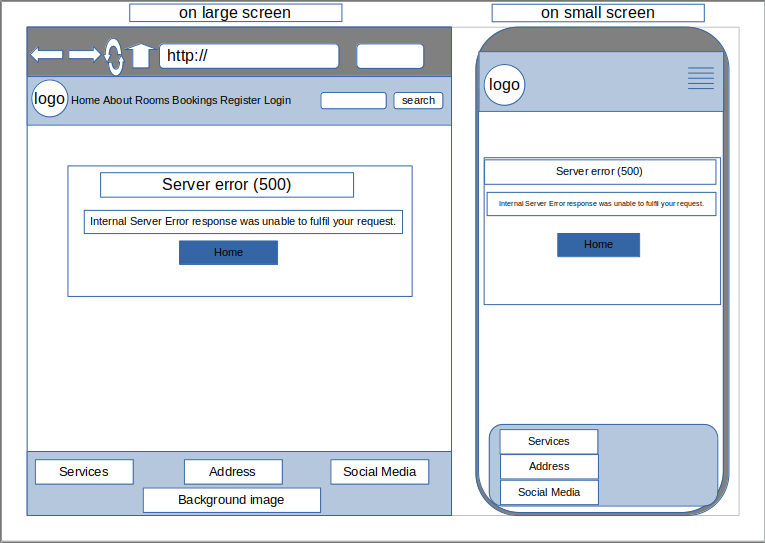 on large screen
http://
logo
Home About Rooms Bookings Register Login
search
Server error (500)
Internal Server Error response was unable to fulfil your request.
Home
Services
Address
Social Media
Background image
on small screen
logo
Server error (500)
Internal Server Error response was unable to fulfil your request.
Home
Services
Address
Social Media